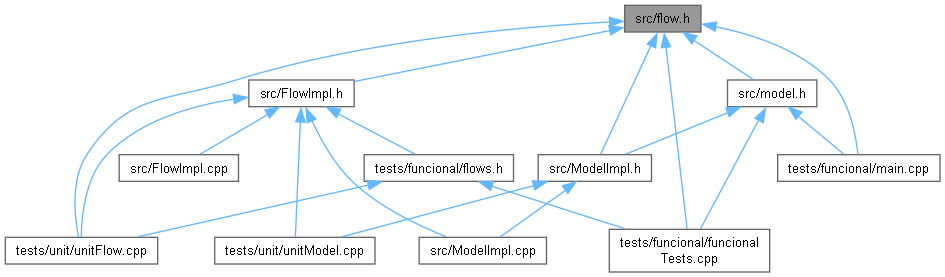 src/flow.h
src/FlowImpl.h
src/model.h
src/FlowImpl.cpp
tests/funcional/flows.h
src/ModelImpl.h
tests/funcional/main.cpp
tests/unit/unitFlow.cpp
tests/unit/unitModel.cpp
src/ModelImpl.cpp
tests/funcional/funcional
Tests.cpp